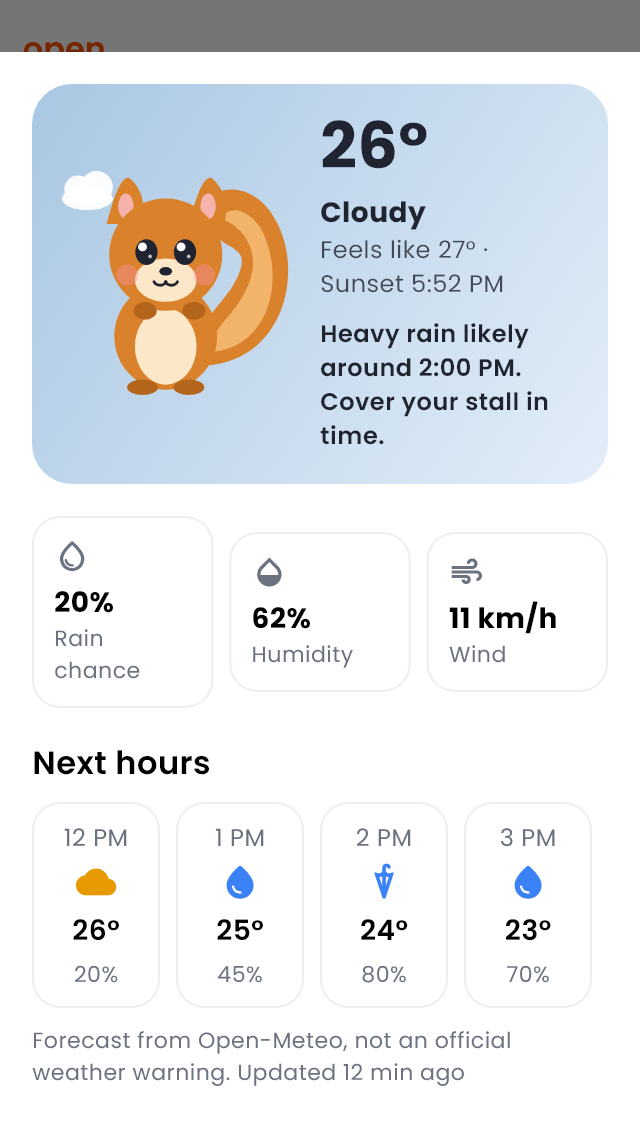 open
26°
Cloudy
Feels like 27° ·
Sunset 5:52 PM
Heavy rain likely
around 2:00 PM.
Cover your stall in
time.
20%
Rain
chance
62%
Humidity
11 km/h
Wind
Next hours
12 PM
26°
20%
1 PM
25°
45%
2 PM
24°
80%
3 PM
23°
70%
Forecast from Open-Meteo, not an official
weather warning. Updated 12 min ago